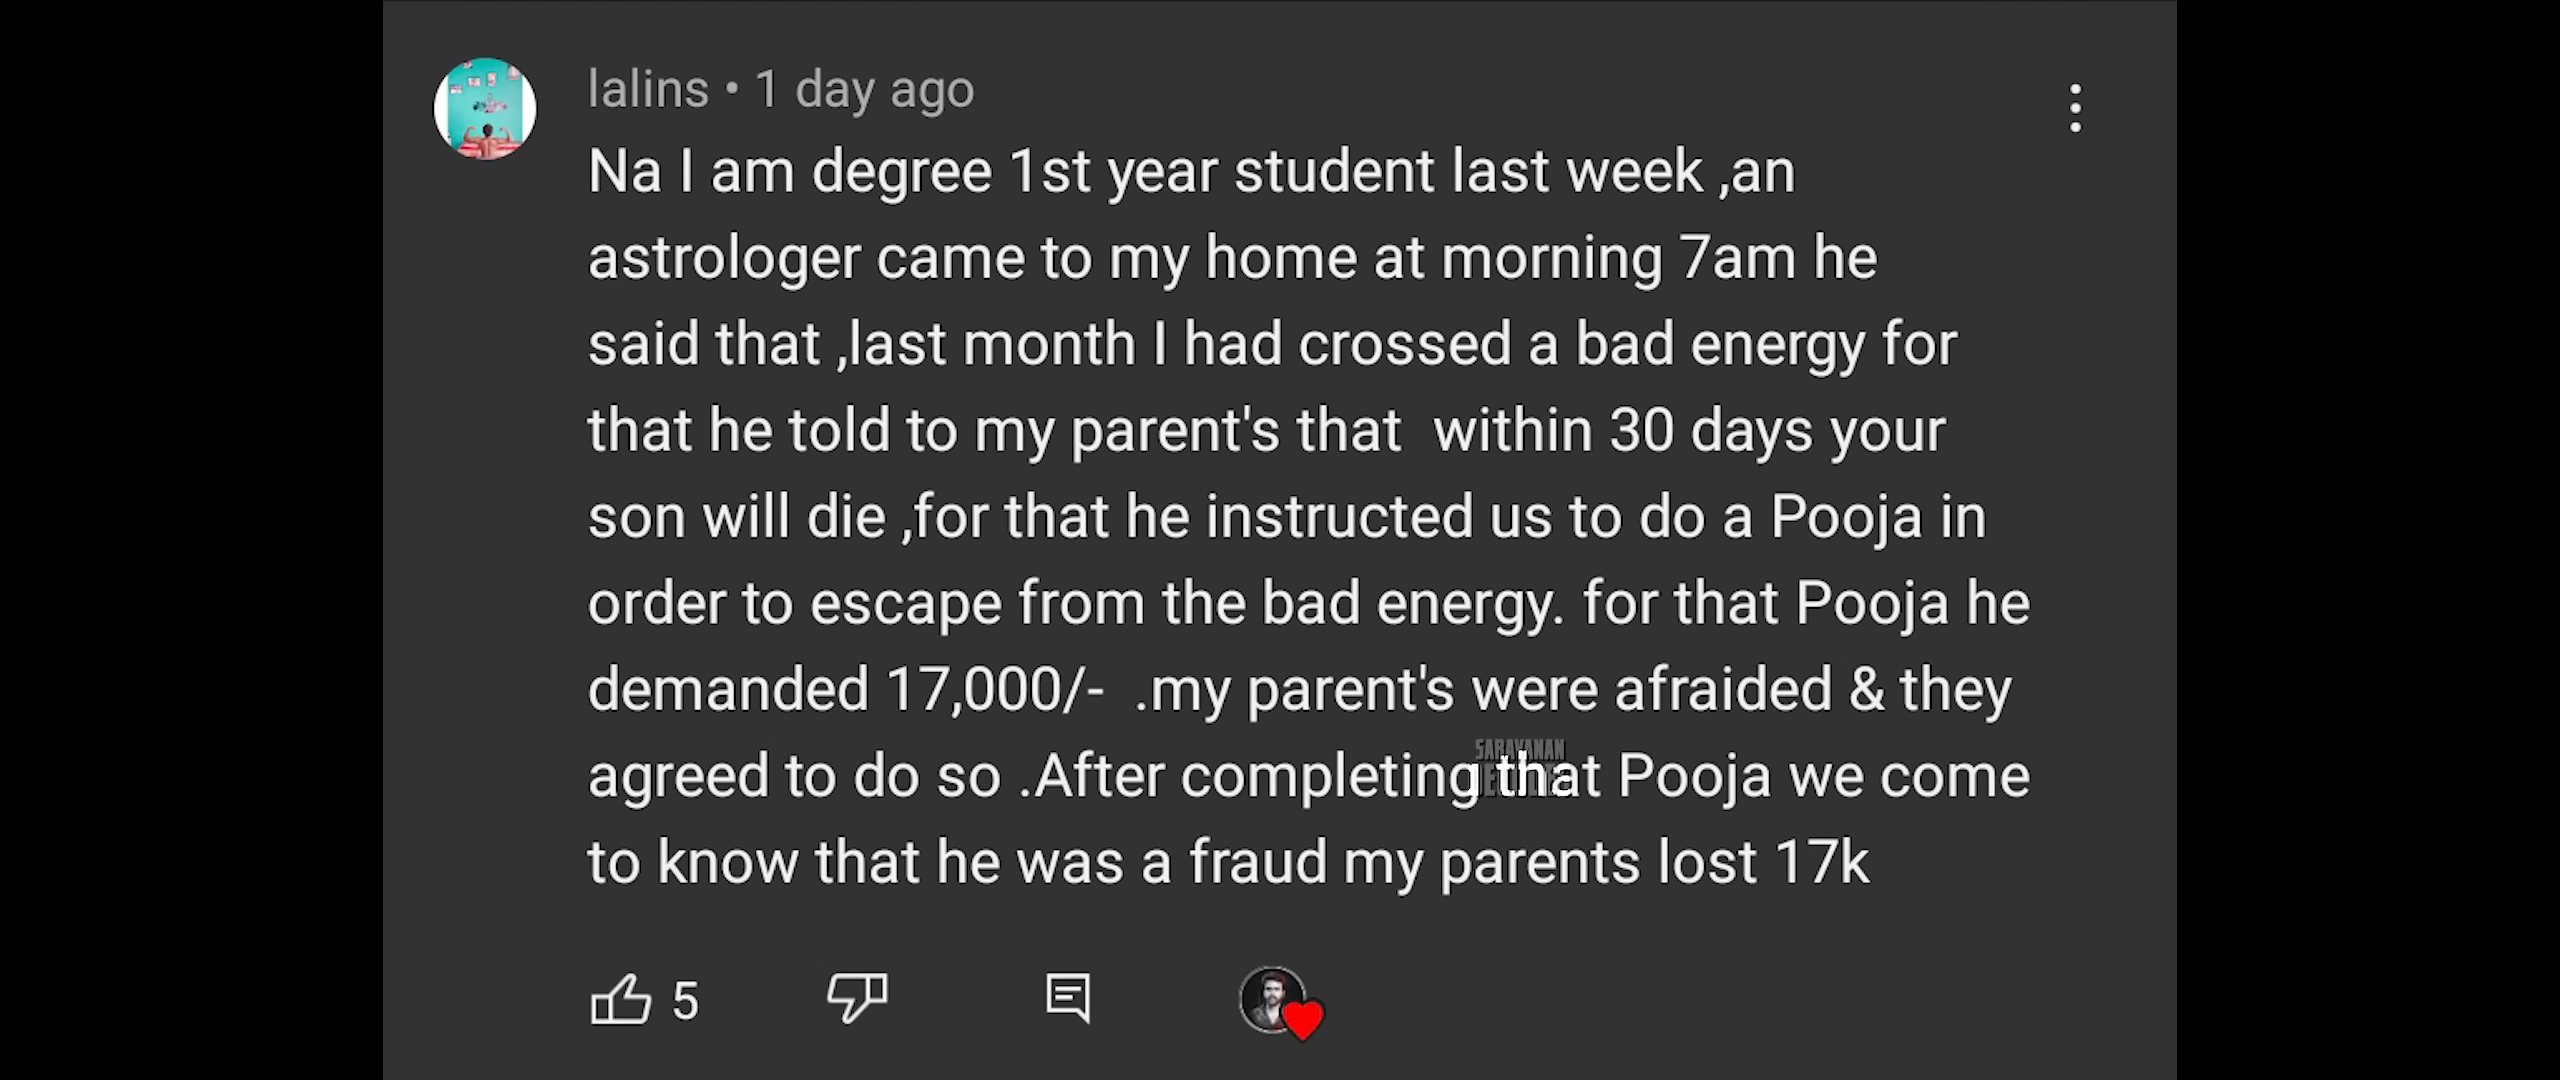 lalins • 1 day ago
Na I am degree 1st year student last week ,an
astrologer came to my home at morning 7am he
said that ,last month I had crossed a bad energy for
that he told to my parent's that  within 30 days your
son will die ,for that he instructed us to do a Pooja in
order to escape from the bad energy. for that Pooja he
demanded 17,000/-  .my parent's were afraided & they
agreed to do so .After completing that Pooja we come
to know that he was a fraud my parents lost 17k
5
SARAVANAN